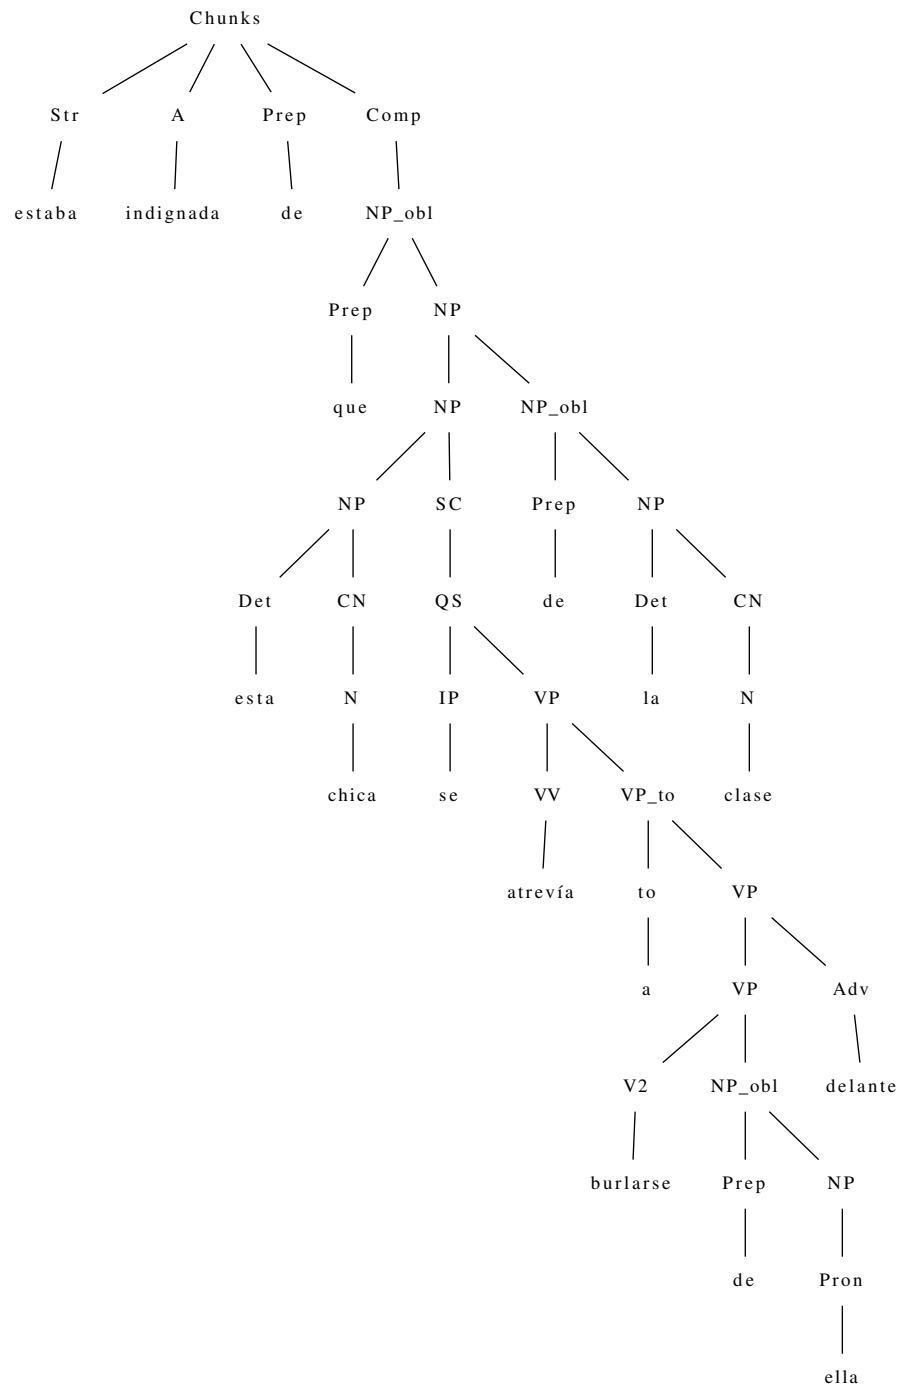 Chunks
Str A Prep Comp
estaba indignada de NP_obl
Prep NP
que NP NP_obl
NP SC Prep NP
Det CN QS de Det CN
esta N IP VP la N
chica se VV VP_to clase
atrevía to VP
a VP Adv
V2 NP_obl delante
burlarse Prep NP
de Pron
ella